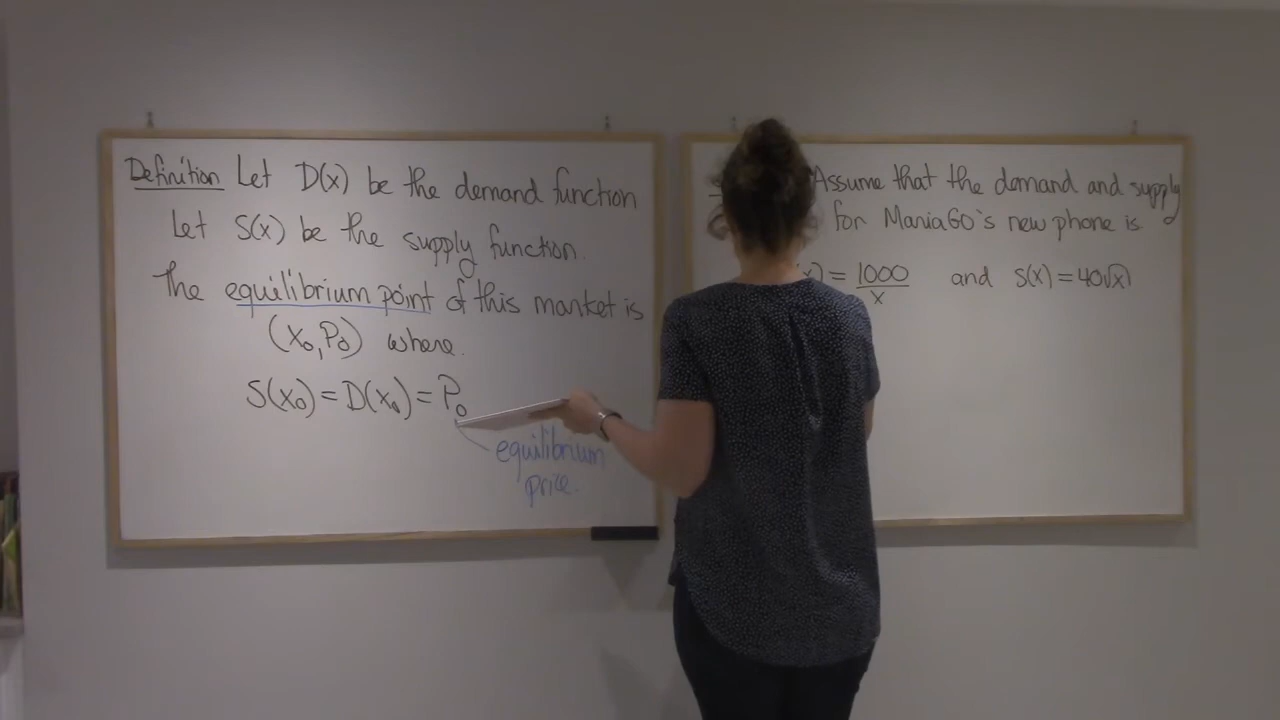 Definition Let D(x) be the demand function
Let S(x) be the supply function.
The equilibrium point of this market is
(x₀, P₀) where.
S(x₀) = D(x₀) = P₀
equilibrium
price.
Assume that the demand and supply
for ManiaGO's new phone is
x) = 1000/x and S(x) = 40√x